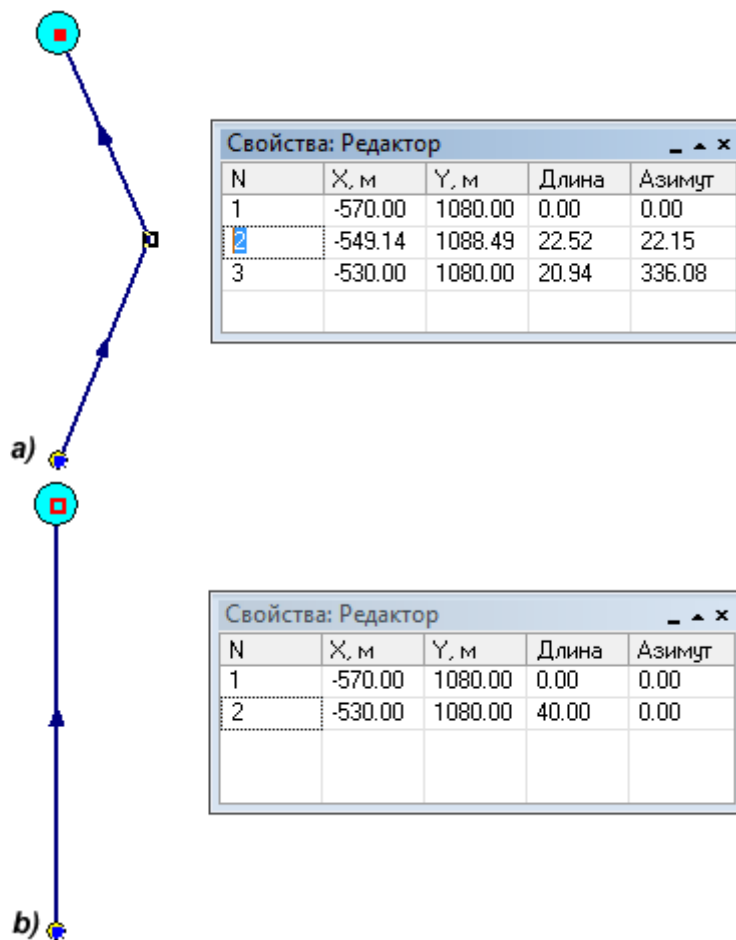 Свойства: Редактор
N X, м Y, м Длина Азимут
1 -570.00 1080.00 0.00 0.00
2 -549.14 1088.49 22.52 22.15
3 -530.00 1080.00 20.94 336.08
a)
Свойства: Редактор
N X, м Y, м Длина Азимут
1 -570.00 1080.00 0.00 0.00
2 -530.00 1080.00 40.00 0.00
b)